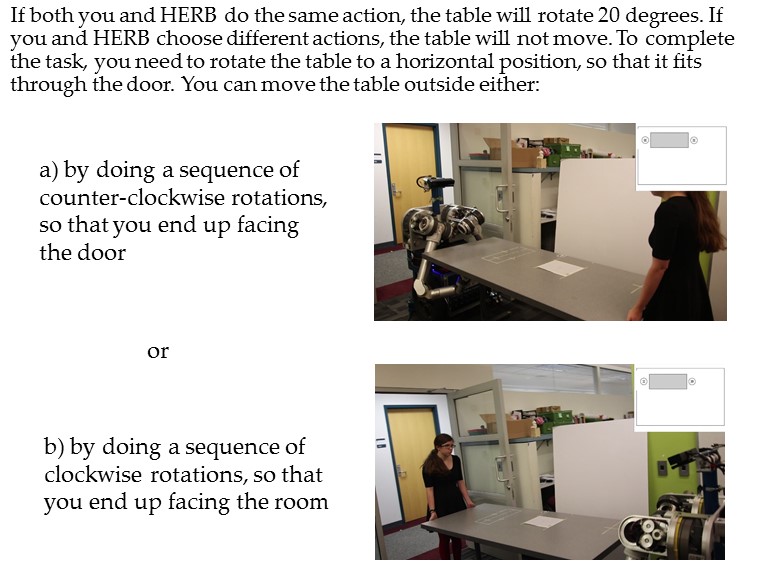 If both you and HERB do the same action, the table will rotate 20 degrees. If
you and HERB choose different actions, the table will not move. To complete
the task, you need to rotate the table to a horizontal position, so that it fits
through the door. You can move the table outside either:
a) by doing a sequence of
counter-clockwise rotations,
so that you end up facing
the door
or
b) by doing a sequence of
clockwise rotations, so that
you end up facing the room